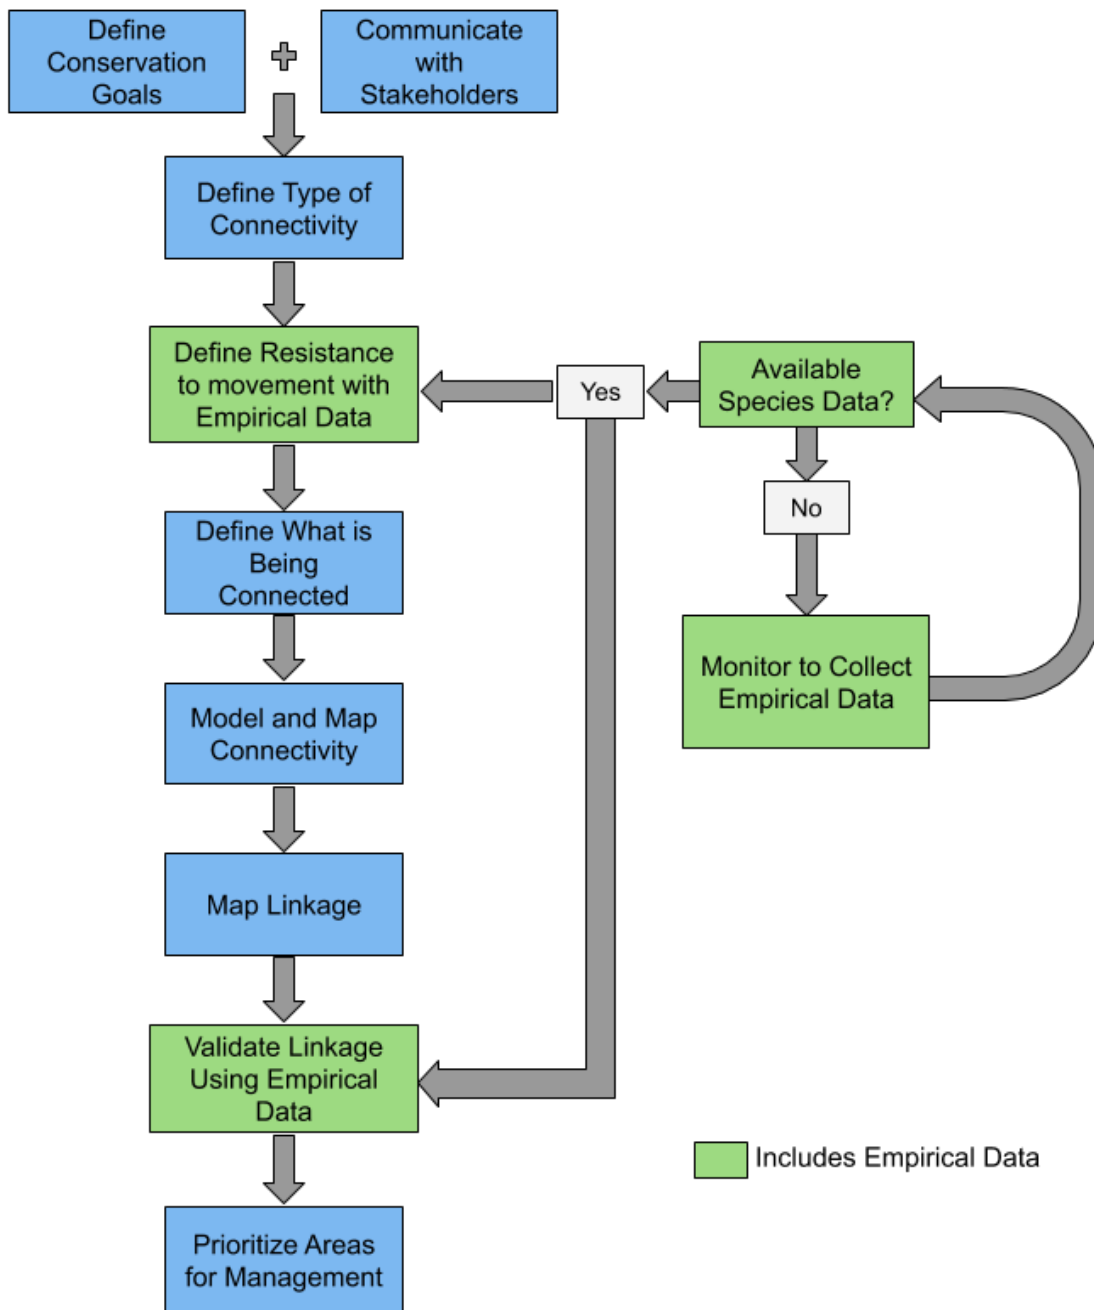 Define
Conservation
Goals
Communicate
with
Stakeholders
Define Type of
Connectivity
Define Resistance
to movement with
Empirical Data
Yes
Available
Species Data?
No
Define What is
Being
Connected
Monitor to Collect
Empirical Data
Model and Map
Connectivity
Map Linkage
Validate Linkage
Using Empirical
Data
Includes Empirical Data
Prioritize Areas
for Management